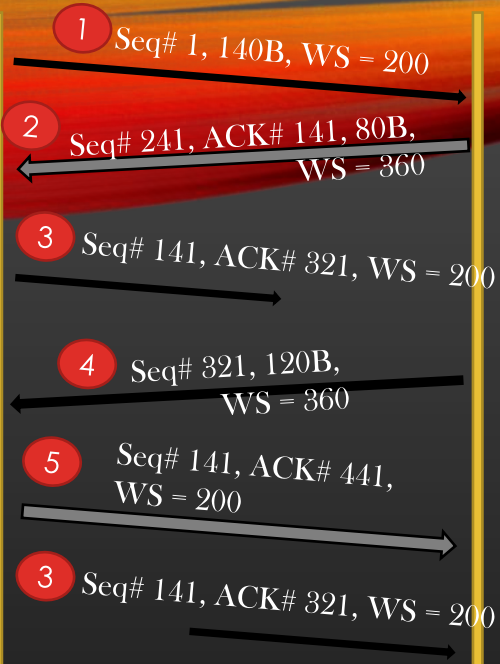 1
Seq# 1, 140B, WS = 200
2
Seq# 241, ACK# 141, 80B,
WS = 360
3
Seq# 141, ACK# 321, WS = 200
4
Seq# 321, 120B,
WS = 360
5
Seq# 141, ACK# 441,
WS = 200
3
Seq# 141, ACK# 321, WS = 200